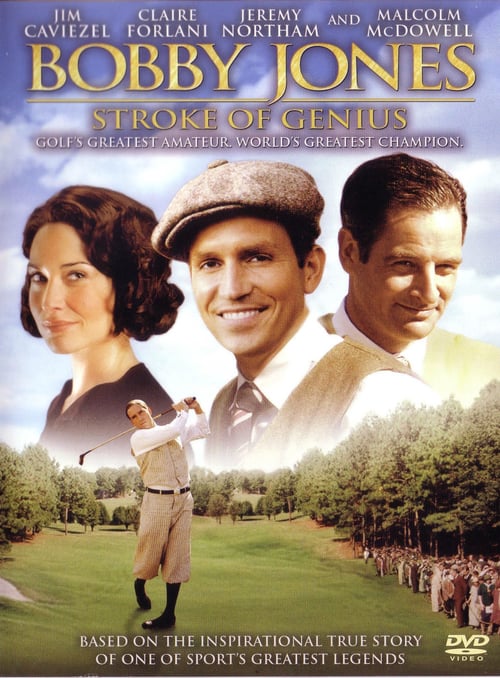 JIM CLAIRE JEREMY AND MALCOLM
CAVIEZEL FORLANI NORTHAM McDOWELL
BOBBY JONES
STROKE OF GENIUS
GOLF'S GREATEST AMATEUR. WORLD'S GREATEST CHAMPION.
BASED ON THE INSPIRATIONAL TRUE STORY
OF ONE OF SPORT'S GREATEST LEGENDS
DVD
VIDEO